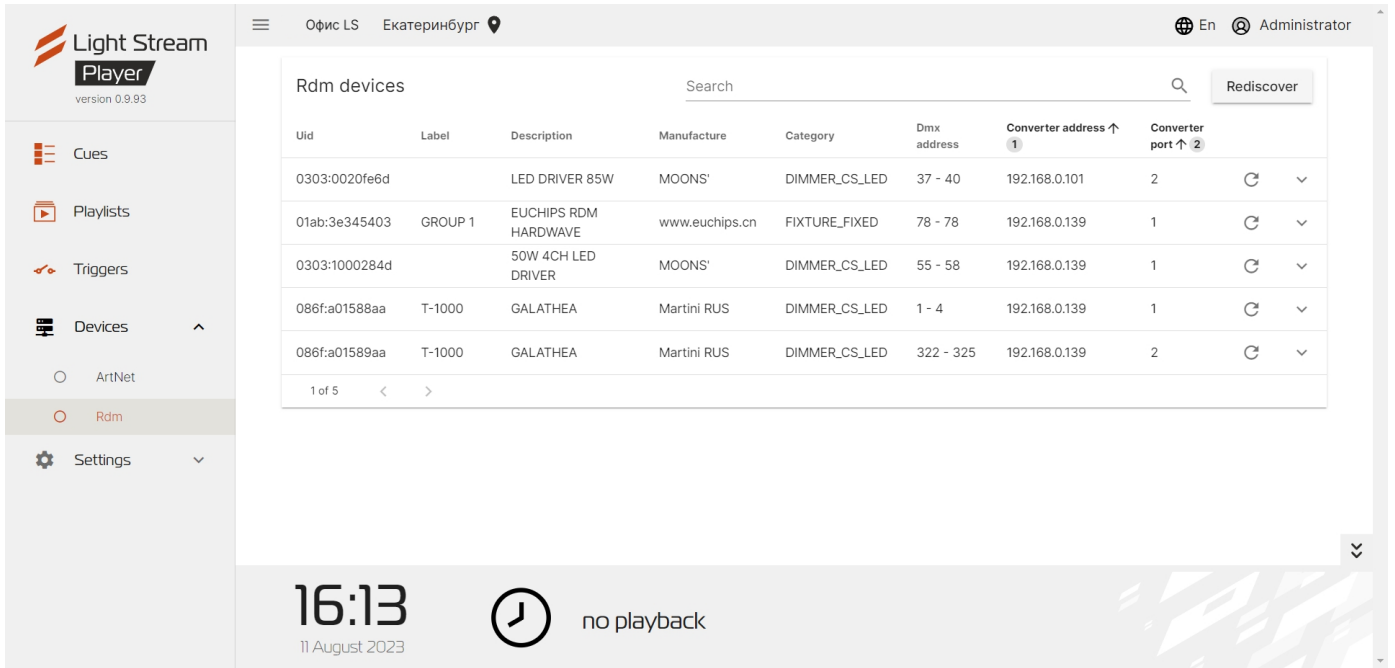 Light Stream
Player
version 0.9.93
Cues
Playlists
Triggers
Devices
ArtNet
Rdm
Settings
Офис LS Екатеринбург En Administrator
Rdm devices Search Rediscover
Uid Label Description Manufacture Category Dmx address Converter address 1 Converter port 2
0303:0020fe6d LED DRIVER 85W MOONS' DIMMER_CS_LED 37 - 40 192.168.0.101 2
01ab:3e345403 GROUP 1 EUCHIPS RDM HARDWAVE www.euchips.cn FIXTURE_FIXED 78 - 78 192.168.0.139 1
0303:1000284d 50W 4CH LED DRIVER MOONS' DIMMER_CS_LED 55 - 58 192.168.0.139 1
086f:a01588aa T-1000 GALATHEA Martini RUS DIMMER_CS_LED 1 - 4 192.168.0.139 1
086f:a01589aa T-1000 GALATHEA Martini RUS DIMMER_CS_LED 322 - 325 192.168.0.139 2
1 of 5
16:13
11 August 2023
no playback